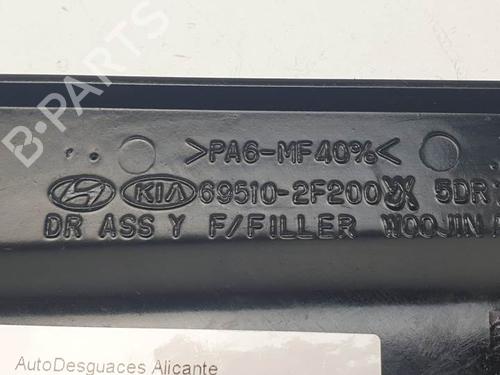 B-PARTS
>PA6-MF40%<
KIA 69510-2F200 5DR
DR ASS Y F/FILLER WOOJIN
AutoDesguaces Alicante